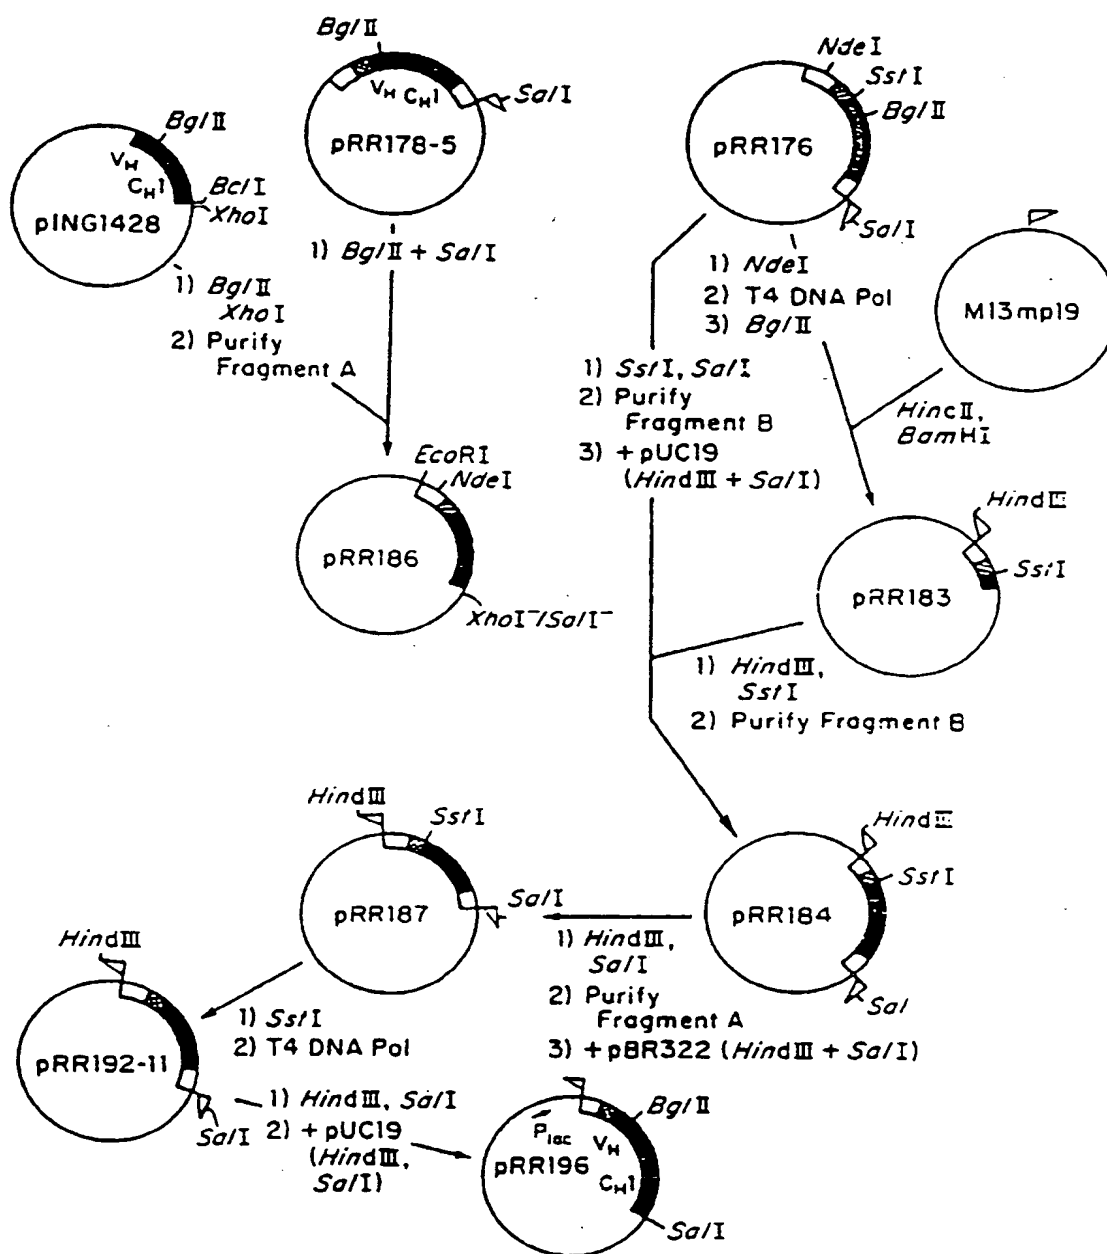 BglII
VH CH1
SalI
pRR178-5
BglII
VH
CH1
BclI
XhoI
pING1428
1) BglII
XhoI
2) Purify
Fragment A
1) BglII + SalI
NdeI
SstI
BglII
pRR176
SalI
1) NdeI
2) T4 DNA Pol
3) BglII
M13mp19
HincII,
BamHI
1) SstI, SalI
2) Purify
Fragment B
3) +pUC19
(HindIII + SalI)
EcoRI
NdeI
pRR186
XhoI⁻/SalI⁻
HindIII
SstI
pRR183
1) HindIII,
SstI
2) Purify Fragment B
HindIII
SstI
pRR184
Sal
1) HindIII,
SalI
2) Purify
Fragment A
3) +pBR322 (HindIII + SalI)
HindIII
SstI
pRR187
SalI
1) SstI
2) T4 DNA Pol
HindIII
pRR192-11
SalI
1) HindIII, SalI
2) +pUC19
(HindIII,
SalI)
BglII
Plac
VH
pRR196
CH1
SalI